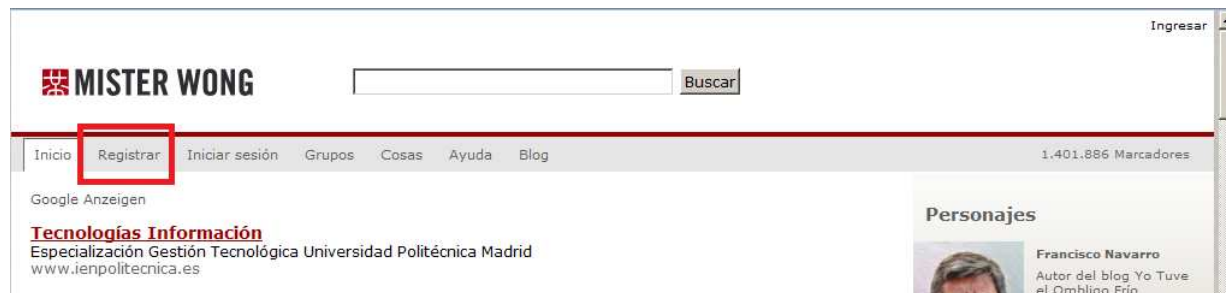 Ingresar
MISTER WONG
Buscar
Inicio Registrar Iniciar sesión Grupos Cosas Ayuda Blog 1.401.886 Marcadores
Google Anzeigen
Tecnologías Información
Especialización Gestión Tecnológica Universidad Politécnica Madrid
www.ienpolitecnica.es
Personajes
Francisco Navarro
Autor del blog Yo Tuve
el Ombligo Frío